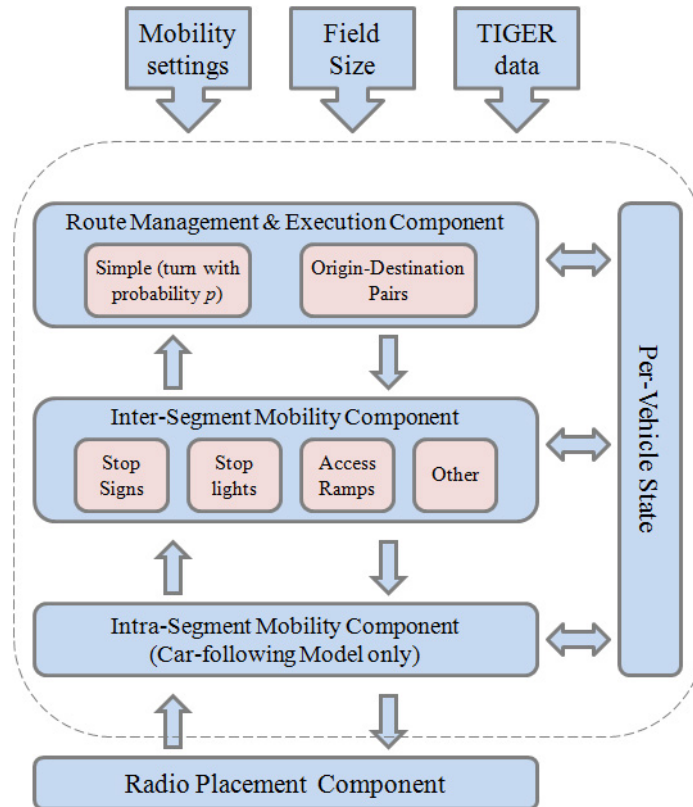 Mobility
settings
Field
Size
TIGER
data
Route Management & Execution Component
Simple (turn with
probability p)
Origin-Destination
Pairs
Inter-Segment Mobility Component
Stop
Signs
Stop
lights
Access
Ramps
Other
Intra-Segment Mobility Component
(Car-following Model only)
Per-Vehicle State
Radio Placement Component